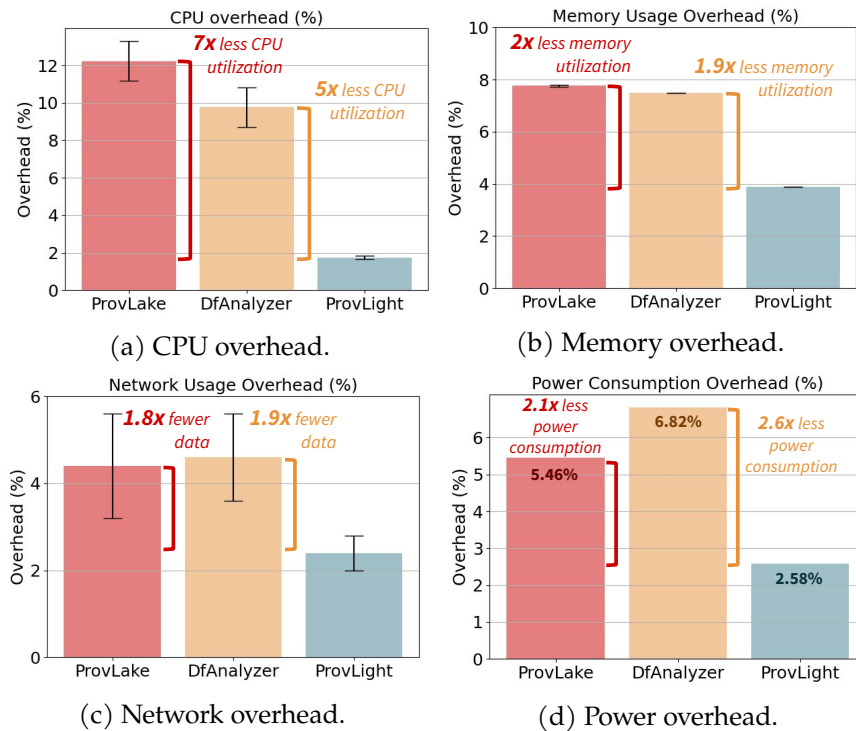 CPU overhead (%)
7x less CPU
utilization
5x less CPU
utilization
Overhead (%)
12
10
8
6
4
2
0
ProvLake
DfAnalyzer
ProvLight
(a) CPU overhead.
Memory Usage Overhead (%)
2x less memory
utilization
1.9x less memory
utilization
Overhead (%)
10
8
6
4
2
0
ProvLake
DfAnalyzer
ProvLight
(b) Memory overhead.
Network Usage Overhead (%)
1.8x fewer
data
1.9x fewer
data
Overhead (%)
6
4
2
0
ProvLake
DfAnalyzer
ProvLight
(c) Network overhead.
Power Consumption Overhead (%)
2.1x less
power
consumption
2.6x less
power
consumption
Overhead (%)
6
5
4
3
2
1
0
5.46%
6.82%
2.58%
ProvLake
DfAnalyzer
ProvLight
(d) Power overhead.